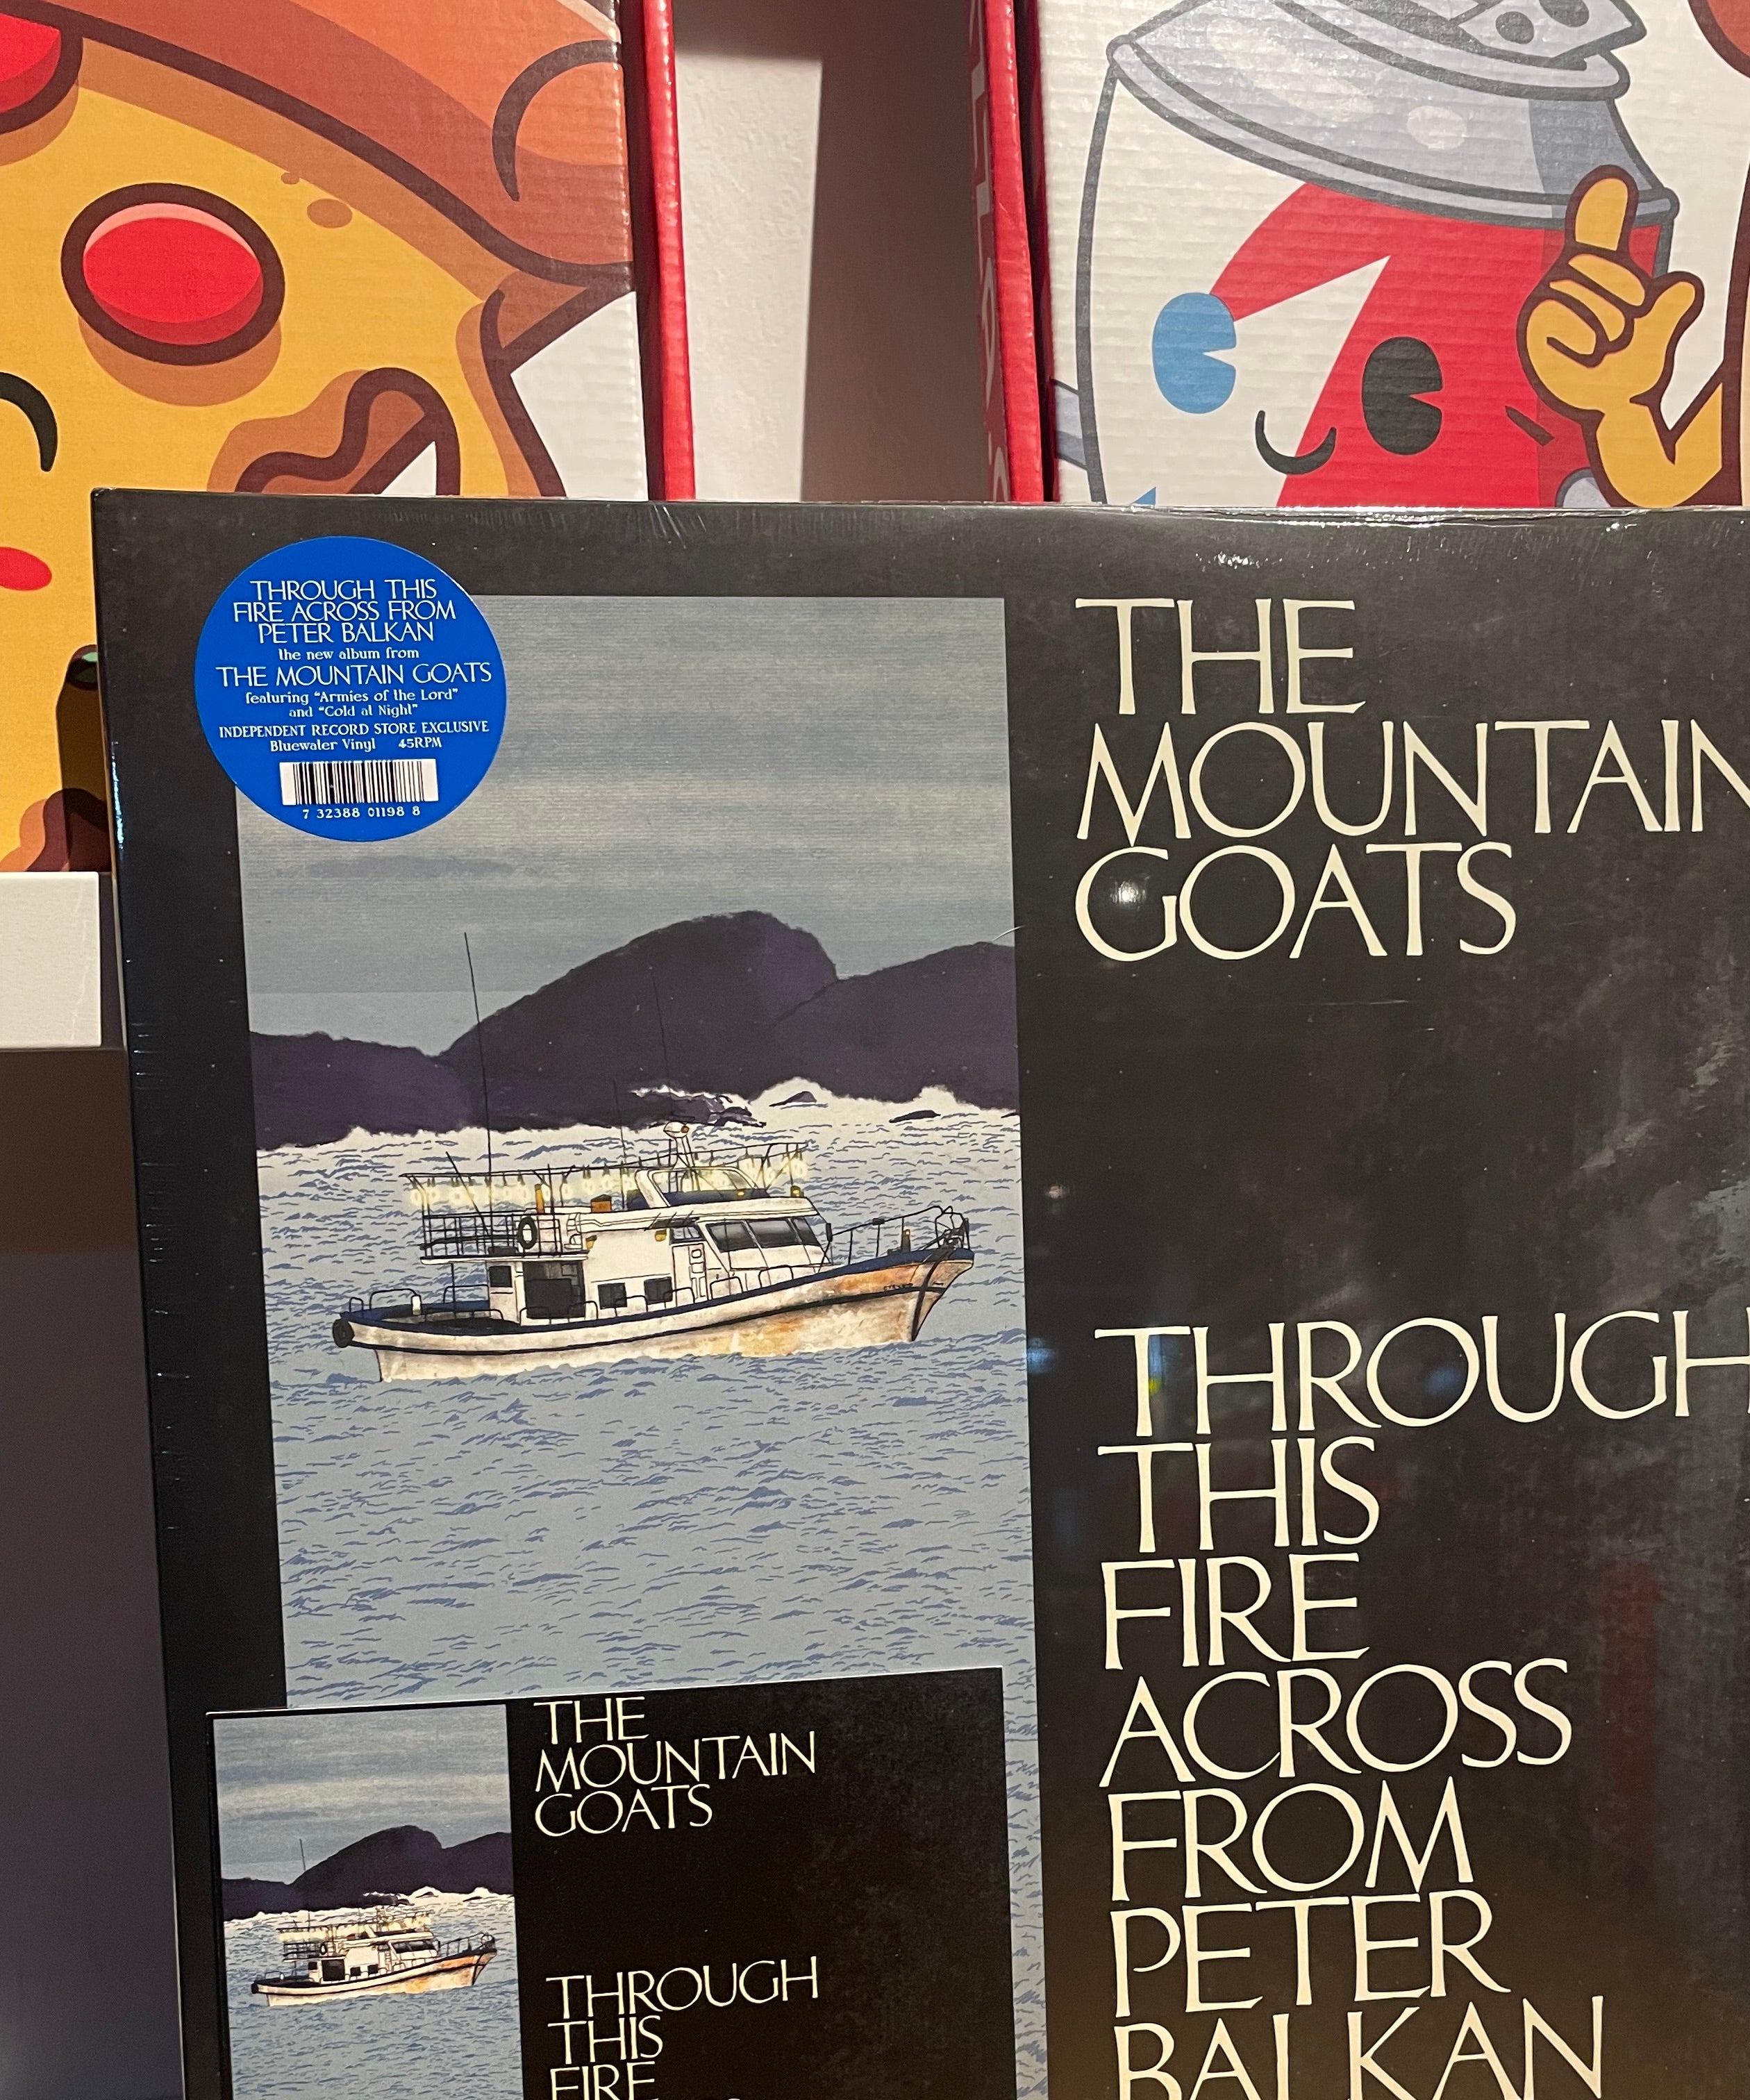 THROUGH THIS
FIRE ACROSS FROM
PETER BALKAN
the new album from
THE MOUNTAIN GOATS
featuring “Armies of the Lord”
and “Cold at Night”
INDEPENDENT RECORD STORE EXCLUSIVE
Bluewater Vinyl 45RPM
7 32388 01198 8
THE
MOUNTAIN
GOATS
THROUGH
THIS
FIRE
ACROSS
FROM
PETER
BALKAN
THE
MOUNTAIN
GOATS
THROUGH
THIS
FIRE